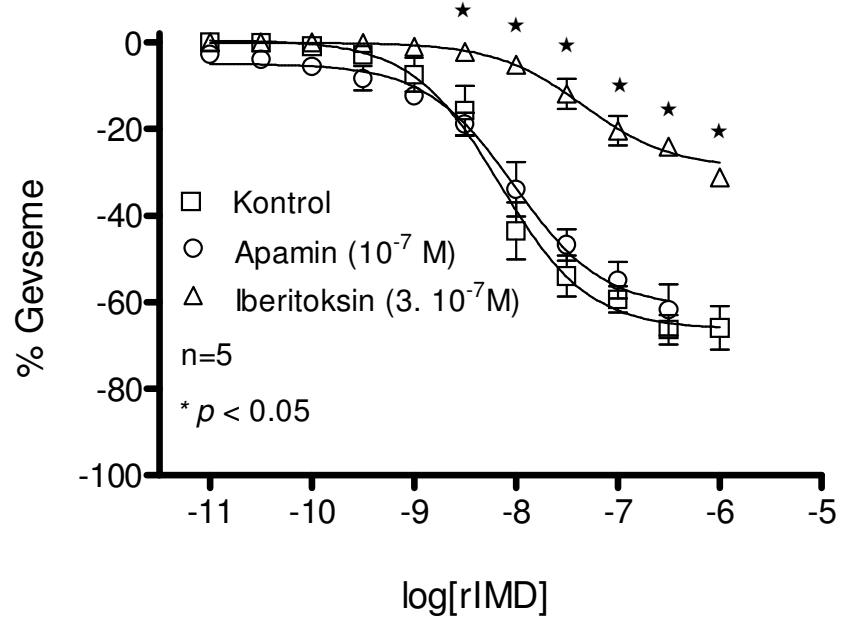 0
-20
-40
-60
-80
-100
% Gevseme
Kontrol
Apamin (10⁻⁷ M)
Iberitoksin (3. 10⁻⁷M)
n=5
* p < 0.05
-11 -10 -9 -8 -7 -6 -5
log[rIMD]